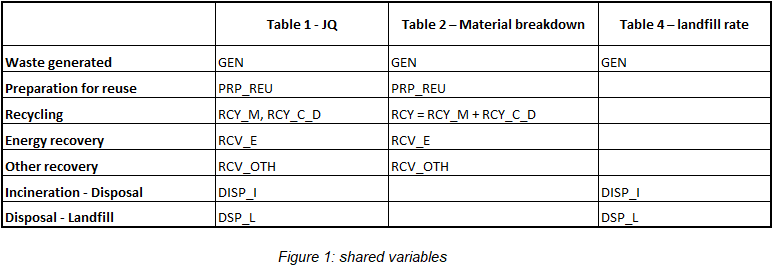 Table 1 - JQ Table 2 – Material breakdown Table 4 – landfill rate
Waste generated GEN GEN GEN
Preparation for reuse PRP_REU PRP_REU
Recycling RCY_M, RCY_C_D RCY = RCY_M + RCY_C_D
Energy recovery RCV_E RCV_E
Other recovery RCV_OTH RCV_OTH
Incineration - Disposal DISP_I DISP_I
Disposal - Landfill DSP_L DSP_L
Figure 1: shared variables